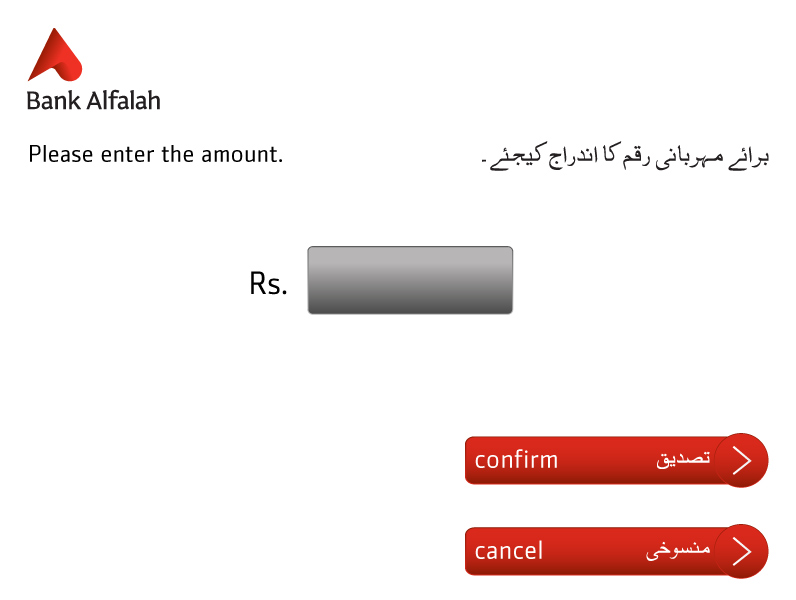 Bank Alfalah
Please enter the amount.
برائے مہربانی رقم کا اندراج کیجئے۔
Rs.
confirm تصدیق
cancel منسوخی